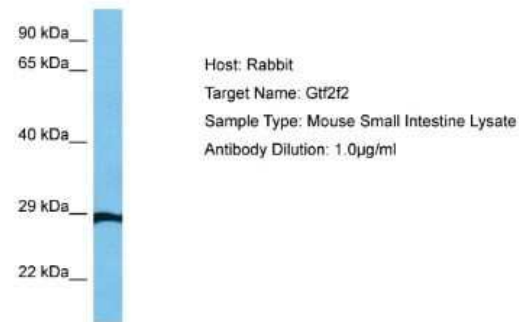 90 kDa
65 kDa
Host: Rabbit
Target Name: Gtf2f2
Sample Type: Mouse Small Intestine Lysate
40 kDa
Antibody Dilution: 1.0µg/ml
29 kDa
22 kDa